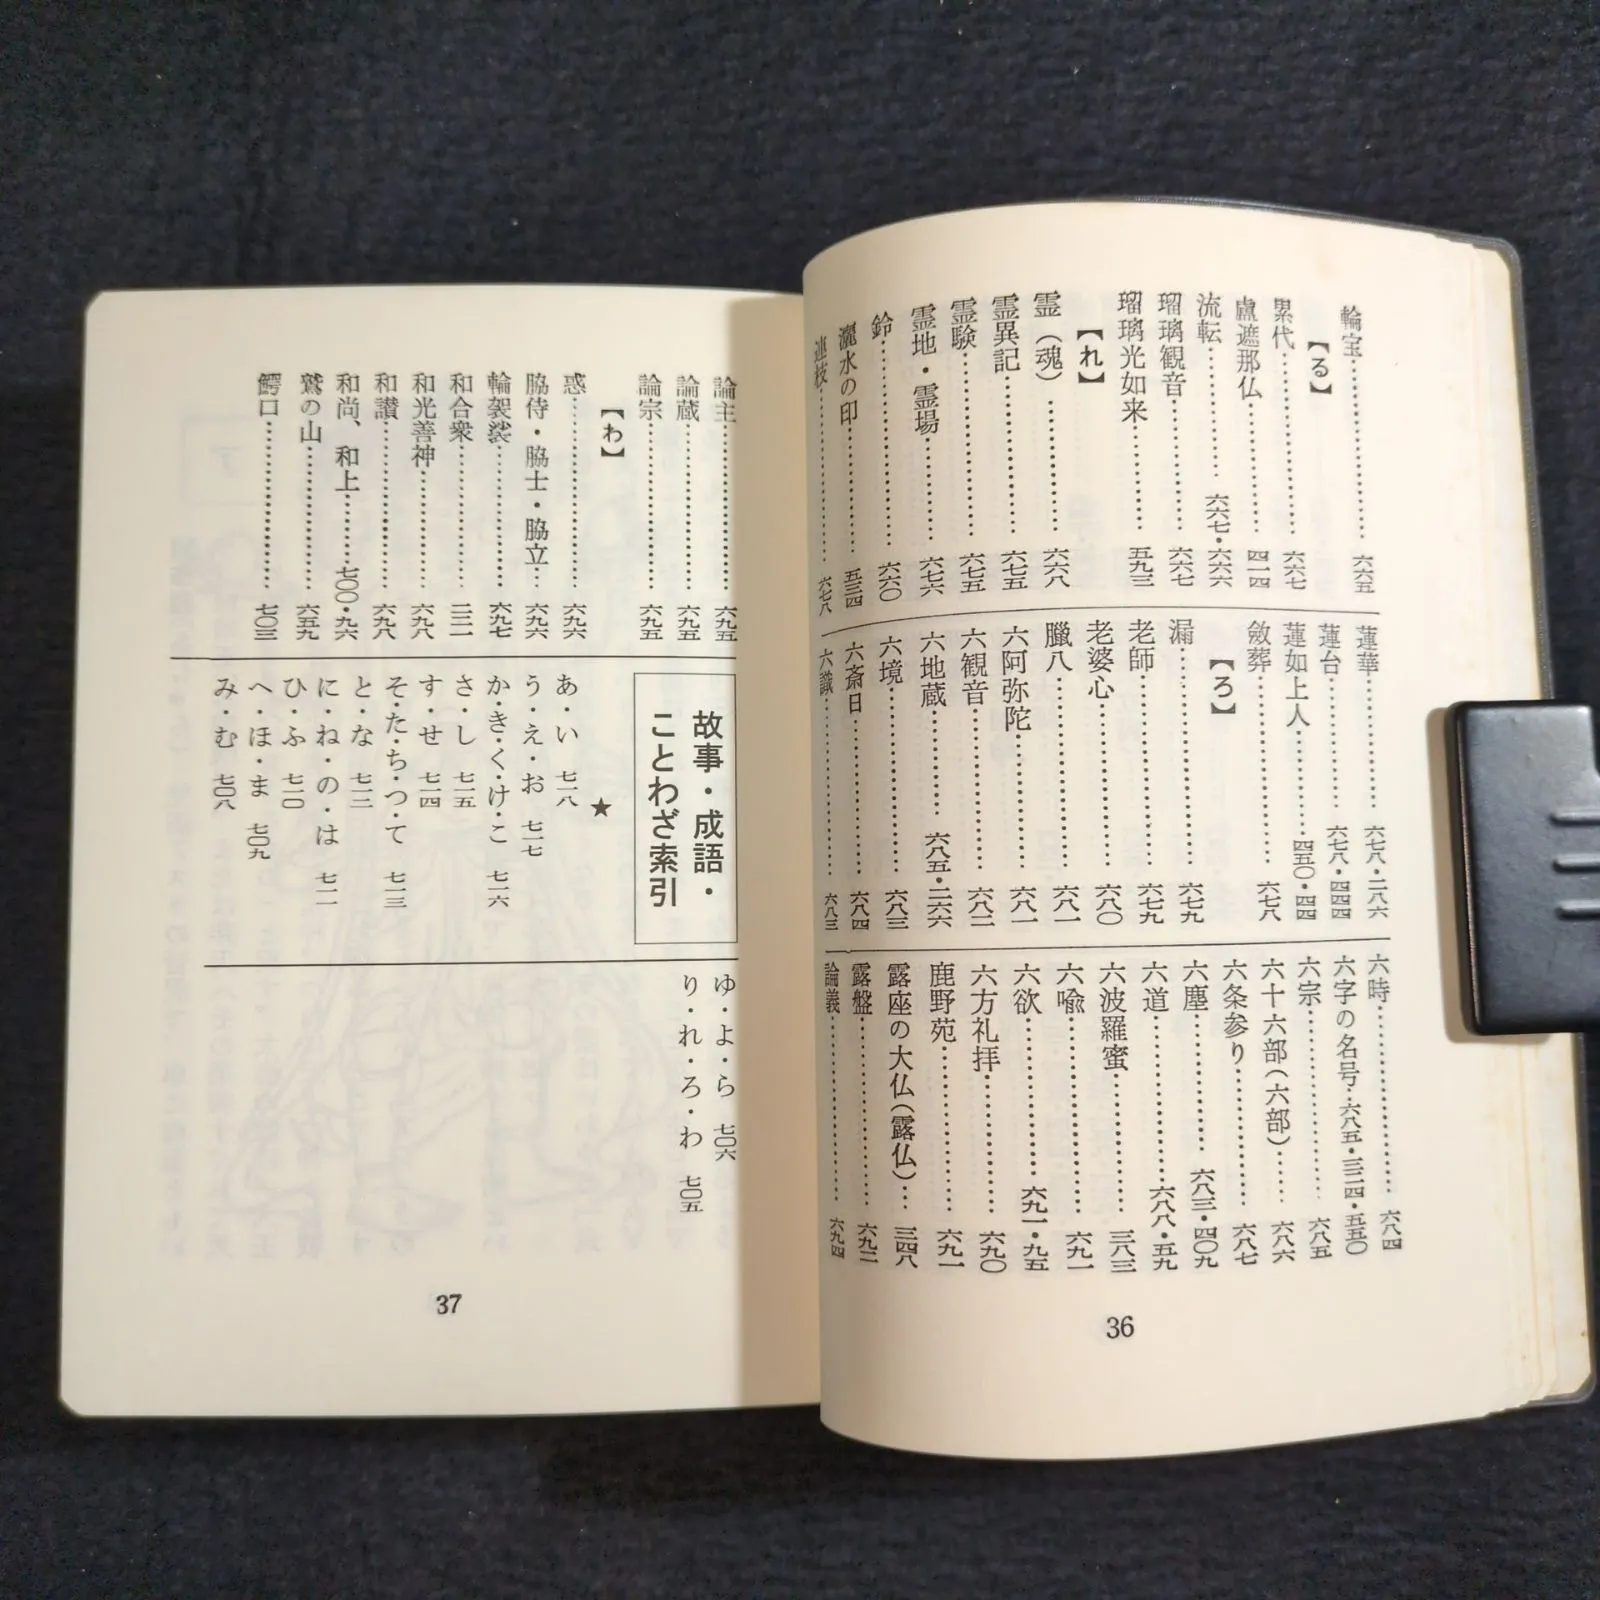 輪宝……六六五
【る】
累代……六六七
盧遮那仏……四一四
流転……六六七・六六六
瑠璃観音……六六七
瑠璃光如来……五九三
【れ】
霊（魂）……六六八
霊異記……六七五
霊験……六七五
霊地・霊場……六七六
鈴……六六〇
灑水の印……五三四
連枝……六七八
蓮華……六七八・二八六
蓮台……六七八・四四四
蓮如上人……四五〇・四四
斂葬……六七八
【ろ】
漏……六七九
老師……六七九
老婆心……六八〇
臘八……六八一
六阿弥陀……六八一
六観音……六八二
六地蔵……六八五・二六六
六境……六八三
六斎日……六八四
六識……六八三
六時……六八四
六字の名号・六八五・三二四・五五〇
六宗……六八五
六十六部（六部）……六八六
六条参り……六八七
六塵……六八三・四〇九
六道……六八八・五九
六波羅蜜……三八三
六喩……六九一
六欲……六九一・九五
六方礼拝……六九〇
鹿野苑……六九一
露座の大仏（露仏）…三四八
露盤……六九二
論義……六九四
36
論主……六九五
論蔵……六九五
論宗……六九五
【わ】
惑……六九六
脇侍・脇士・脇立…六九六
輪袈裟……六九七
和合衆……二二一
和光善神……六九八
和讃……六九八
和尚、和上……七〇〇・九六
鷲の山……六五九
鰐口……七〇三
故事・成語・
ことわざ索引
★
あ・い 七一八
う・え・お 七一七
か・き・く・け・こ 七一六
さ・し 七一五
す・せ 七一四
そ・た・ち・つ・て 七一三
と・な 七一二
に・ね・の・は 七一一
ひ・ふ 七一〇
へ・ほ・ま 七〇九
み・む 七〇八
ゆ・よ・ら 七〇六
り・れ・ろ・わ 七〇五
37